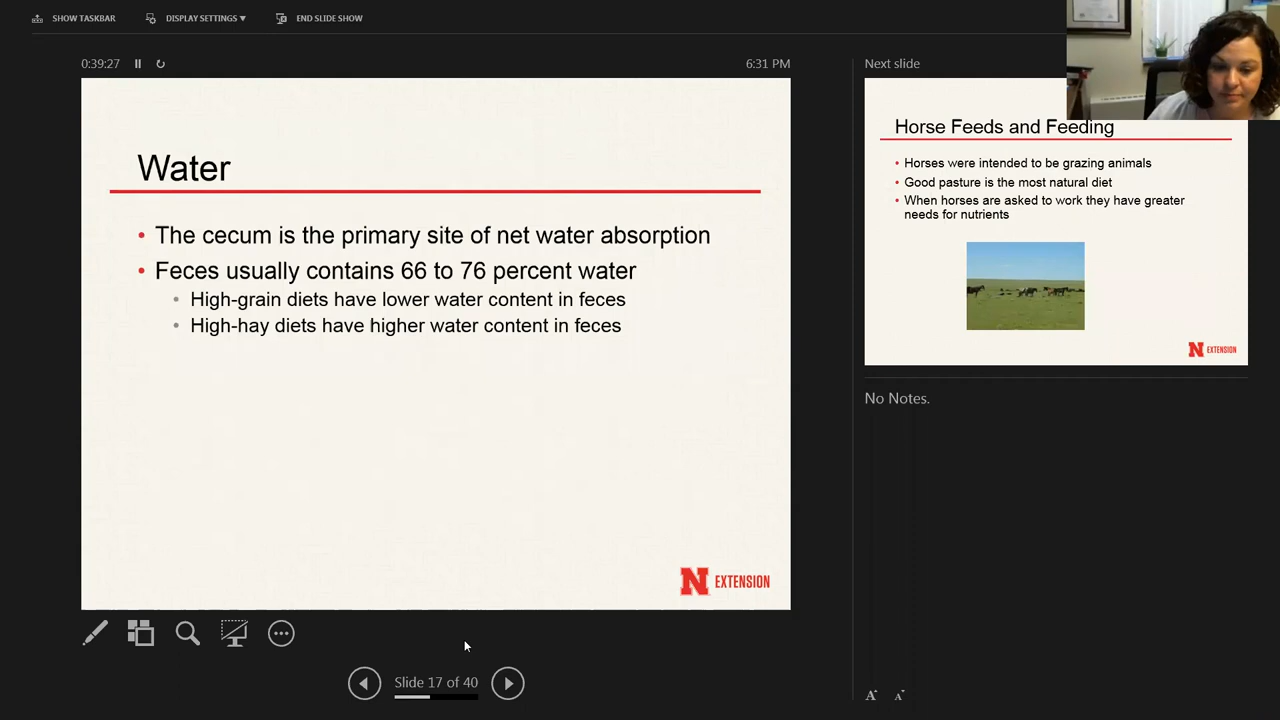 SHOW TASKBAR
DISPLAY SETTINGS ▼
END SLIDE SHOW
0:39:27
6:31 PM
Water
• The cecum is the primary site of net water absorption
• Feces usually contains 66 to 76 percent water
• High-grain diets have lower water content in feces
• High-hay diets have higher water content in feces
N EXTENSION
Slide 17 of 40
Next slide
Horse Feeds and Feeding
• Horses were intended to be grazing animals
• Good pasture is the most natural diet
• When horses are asked to work they have greater
needs for nutrients
N EXTENSION
No Notes.
A A